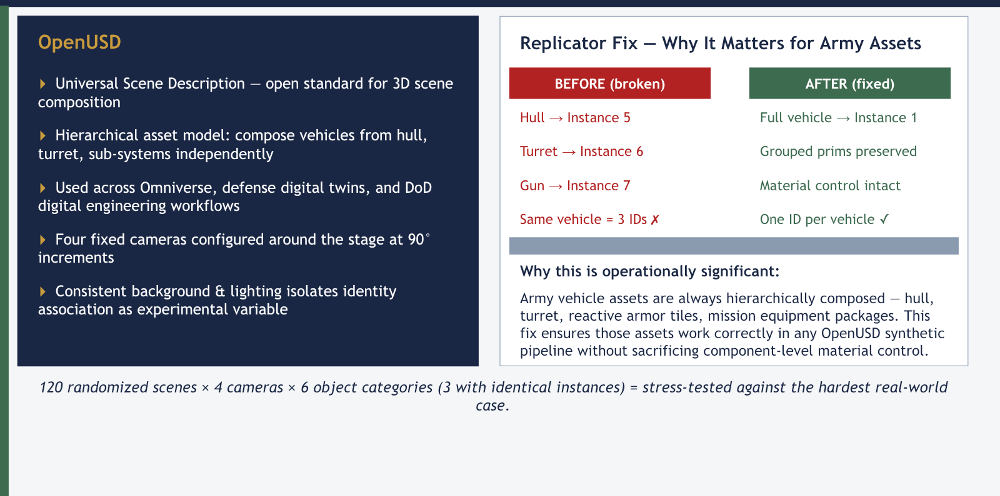 OpenUSD
Universal Scene Description — open standard for 3D scene
composition
Hierarchical asset model: compose vehicles from hull,
turret, sub-systems independently
Used across Omniverse, defense digital twins, and DoD
digital engineering workflows
Four fixed cameras configured around the stage at 90°
increments
Consistent background & lighting isolates identity
association as experimental variable
Replicator Fix — Why It Matters for Army Assets
BEFORE (broken)
Hull → Instance 5
Turret → Instance 6
Gun → Instance 7
Same vehicle = 3 IDs ✗
AFTER (fixed)
Full vehicle → Instance 1
Grouped prims preserved
Material control intact
One ID per vehicle ✓
Why this is operationally significant:
Army vehicle assets are always hierarchically composed — hull,
turret, reactive armor tiles, mission equipment packages. This
fix ensures those assets work correctly in any OpenUSD synthetic
pipeline without sacrificing component-level material control.
120 randomized scenes × 4 cameras × 6 object categories (3 with identical instances) = stress-tested against the hardest real-world
case.